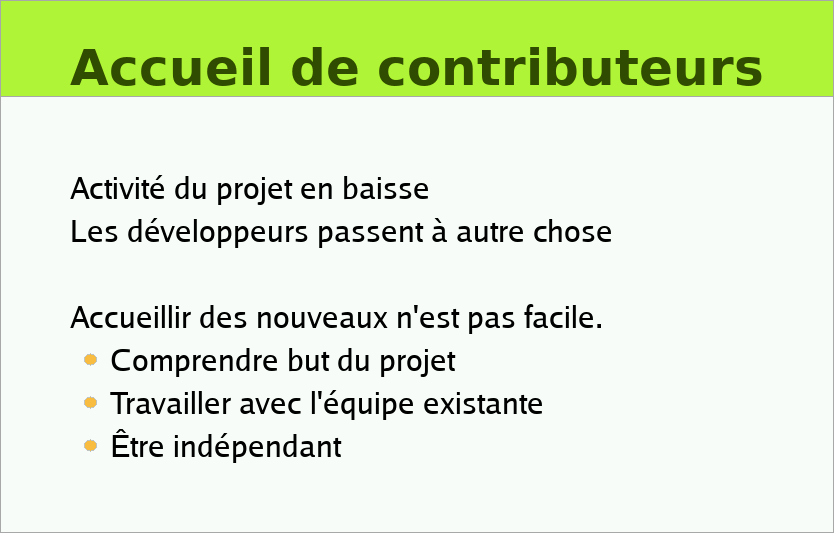 Accueil de contributeurs
Activité du projet en baisse
Les développeurs passent à autre chose
Accueillir des nouveaux n'est pas facile.
Comprendre but du projet
Travailler avec l'équipe existante
Être indépendant